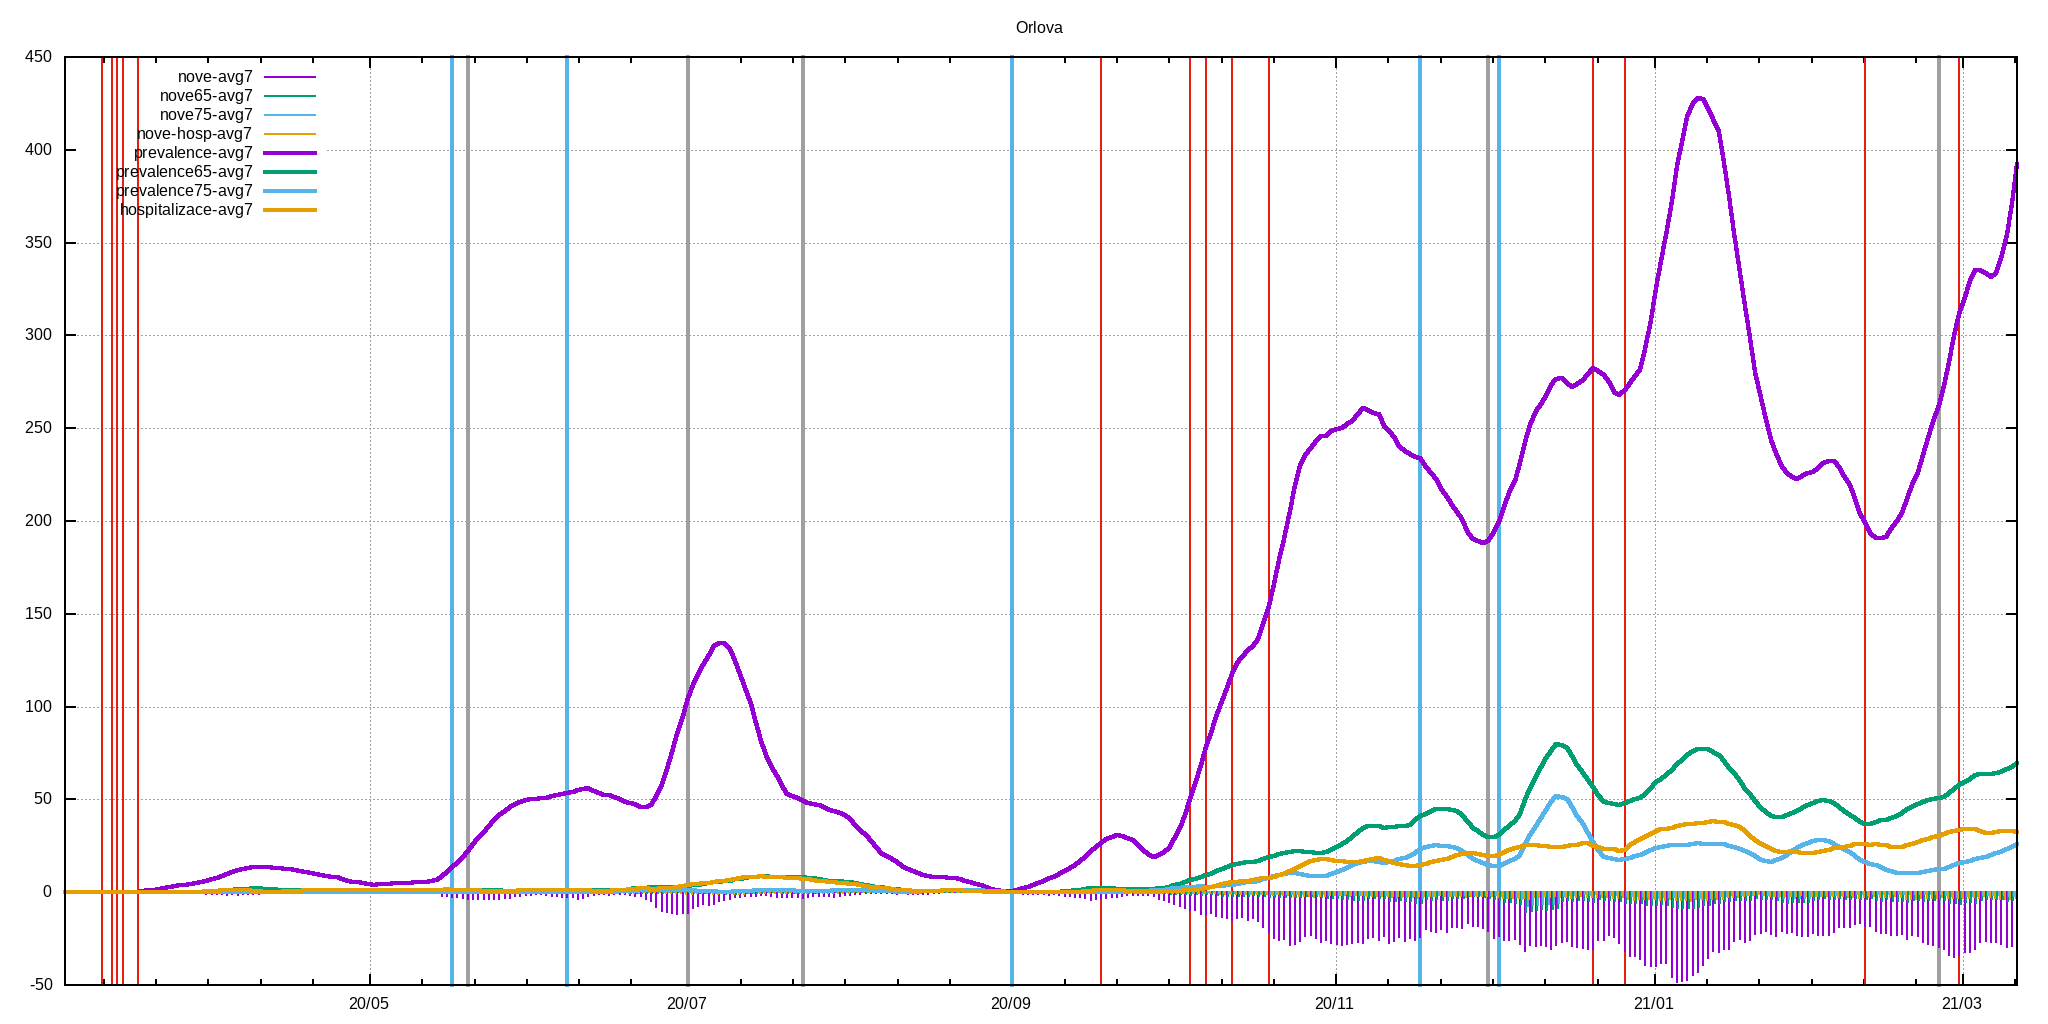 Orlova
450
400
350
300
250
200
150
100
50
0
-50
nove-avg7
nove65-avg7
nove75-avg7
nove-hosp-avg7
prevalence-avg7
prevalence65-avg7
prevalence75-avg7
hospitalizace-avg7
20/05 20/07 20/09 20/11 21/01 21/03